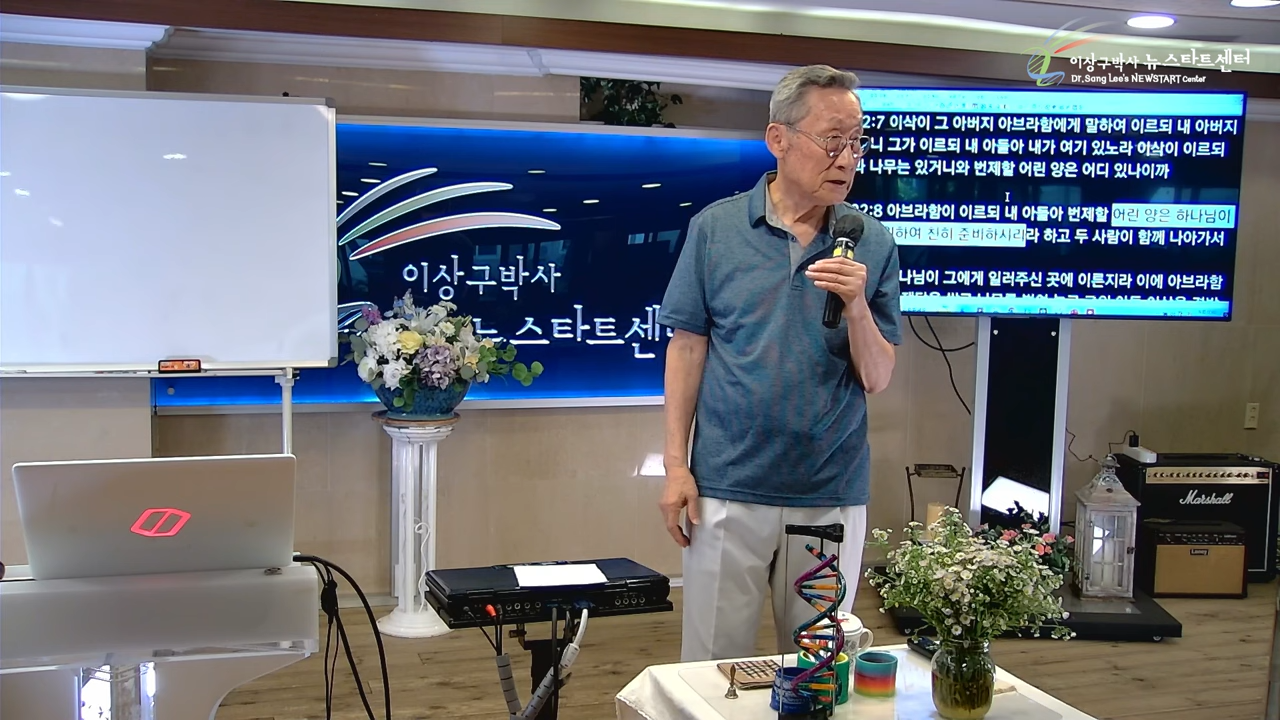 이상구박사 뉴스타트센터
Dr. Sang Lee's NEWSTART Center
2:7 이삭이 그 아버지 아브라함에게 말하여 이르되 내 아버지
니 그가 이르되 내 아들아 내가 여기 있노라 이삭이 이르되
나무는 있거니와 번제할 어린 양은 어디 있나이까
22:8 아브라함이 이르되 내 아들아 번제할 어린 양은 하나님이
하여 친히 준비하시리라 하고 두 사람이 함께 나아가서
나님이 그에게 일러주신 곳에 이른지라 이에 아브라함
이상구박사
뉴스타트센
Marshall
Laney